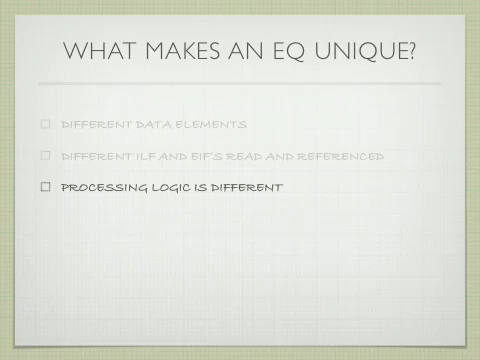 WHAT MAKES AN EQ UNIQUE?
DIFFERENT DATA ELEMENTS
DIFFERENT ILF AND EIF'S READ AND REFERENCED
PROCESSING LOGIC IS DIFFERENT